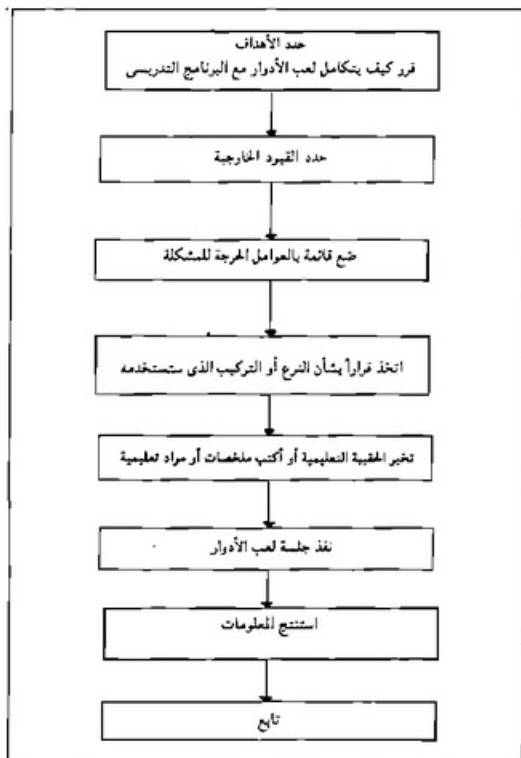 حدد الأهداف
قرر كيف يتكامل لعب الأدوار مع البرنامج التدريسى
حدد القيود الخارجية
ضع قائمة بالعوامل الحرجة للمشكلة
اتخذ قراراً بشأن النوع أو التركيب الذى ستستخدمه
تخير الحقيبة التعليمية أو أكتب ملخصات أو مواد تعليمية
نفذ جلسة لعب الأدوار
استنتج المعلومات
تابع